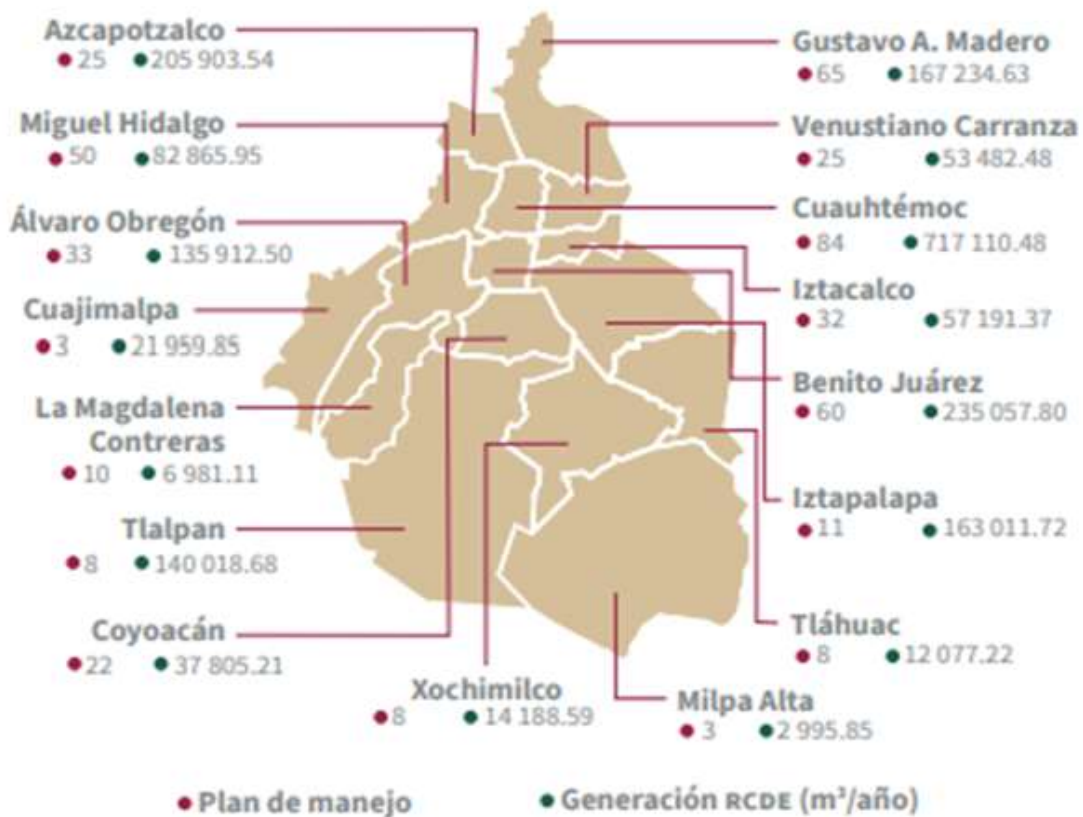 Azcapotzalco
25 205 903.54
Miguel Hidalgo
50 82 865.95
Álvaro Obregón
33 135 912.50
Cuajimalpa
3 21 959.85
La Magdalena
Contreras
10 6 981.11
Tlalpan
8 140 018.68
Coyoacán
22 37 805.21
Xochimilco
8 14 188.59
Gustavo A. Madero
65 167 234.63
Venustiano Carranza
25 53 482.48
Cuauhtémoc
84 717 110.48
Iztacalco
32 57 191.37
Benito Juárez
60 235 057.80
Iztapalapa
11 163 011.72
Tláhuac
8 12 077.22
Milpa Alta
3 2 995.85
Plan de manejo Generación RCDE (m³/año)